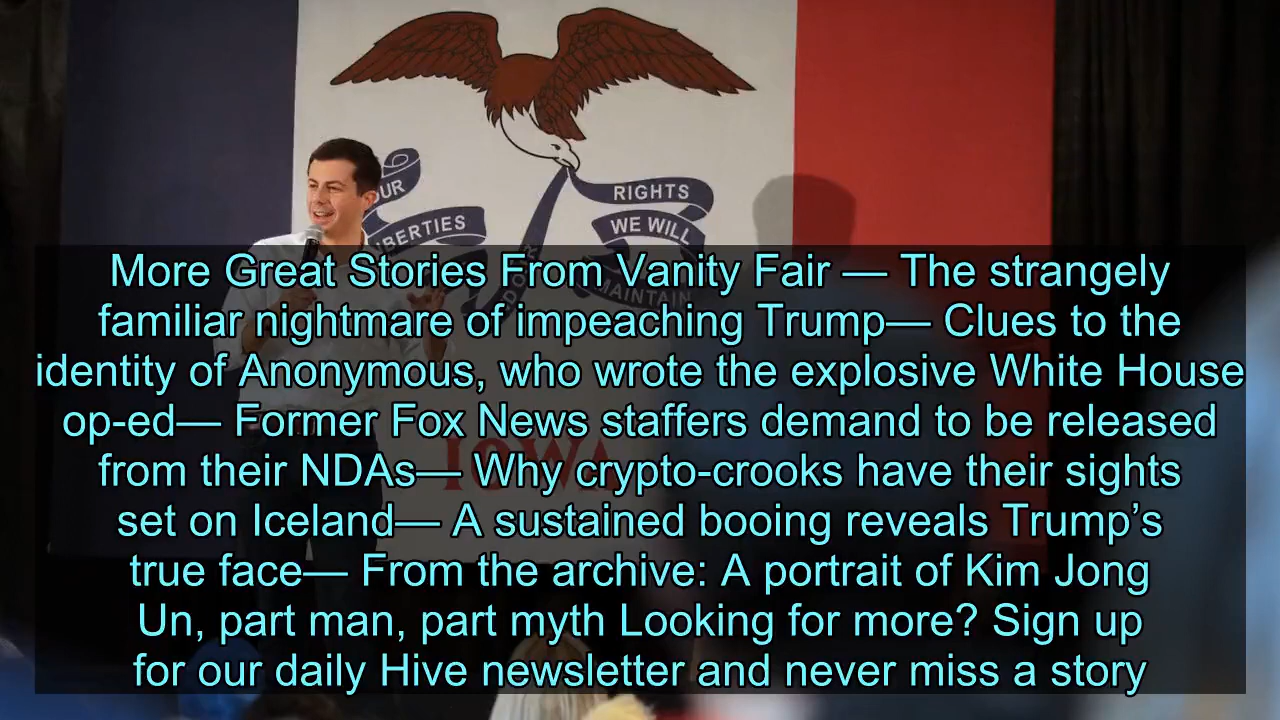 OUR
LIBERTIES
RIGHTS
WE WILL
MAINTAIN
More Great Stories From Vanity Fair — The strangely
familiar nightmare of impeaching Trump— Clues to the
identity of Anonymous, who wrote the explosive White House
op-ed— Former Fox News staffers demand to be released
from their NDAs— Why crypto-crooks have their sights
set on Iceland— A sustained booing reveals Trump’s
true face— From the archive: A portrait of Kim Jong
Un, part man, part myth Looking for more? Sign up
for our daily Hive newsletter and never miss a story
IOWA